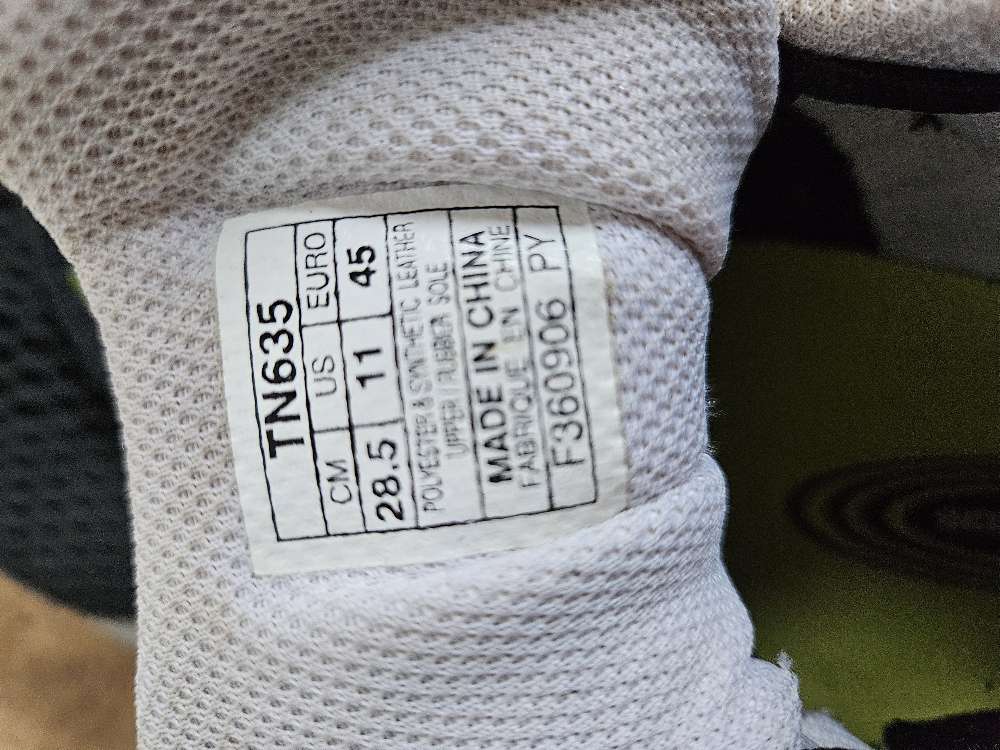 TN635
CM US EURO
28.5 11 45
POLYESTER & SYNTHETIC LEATHER
UPPER / RUBBER SOLE
MADE IN CHINA
FABRIQUE EN CHINE
F360906 PY